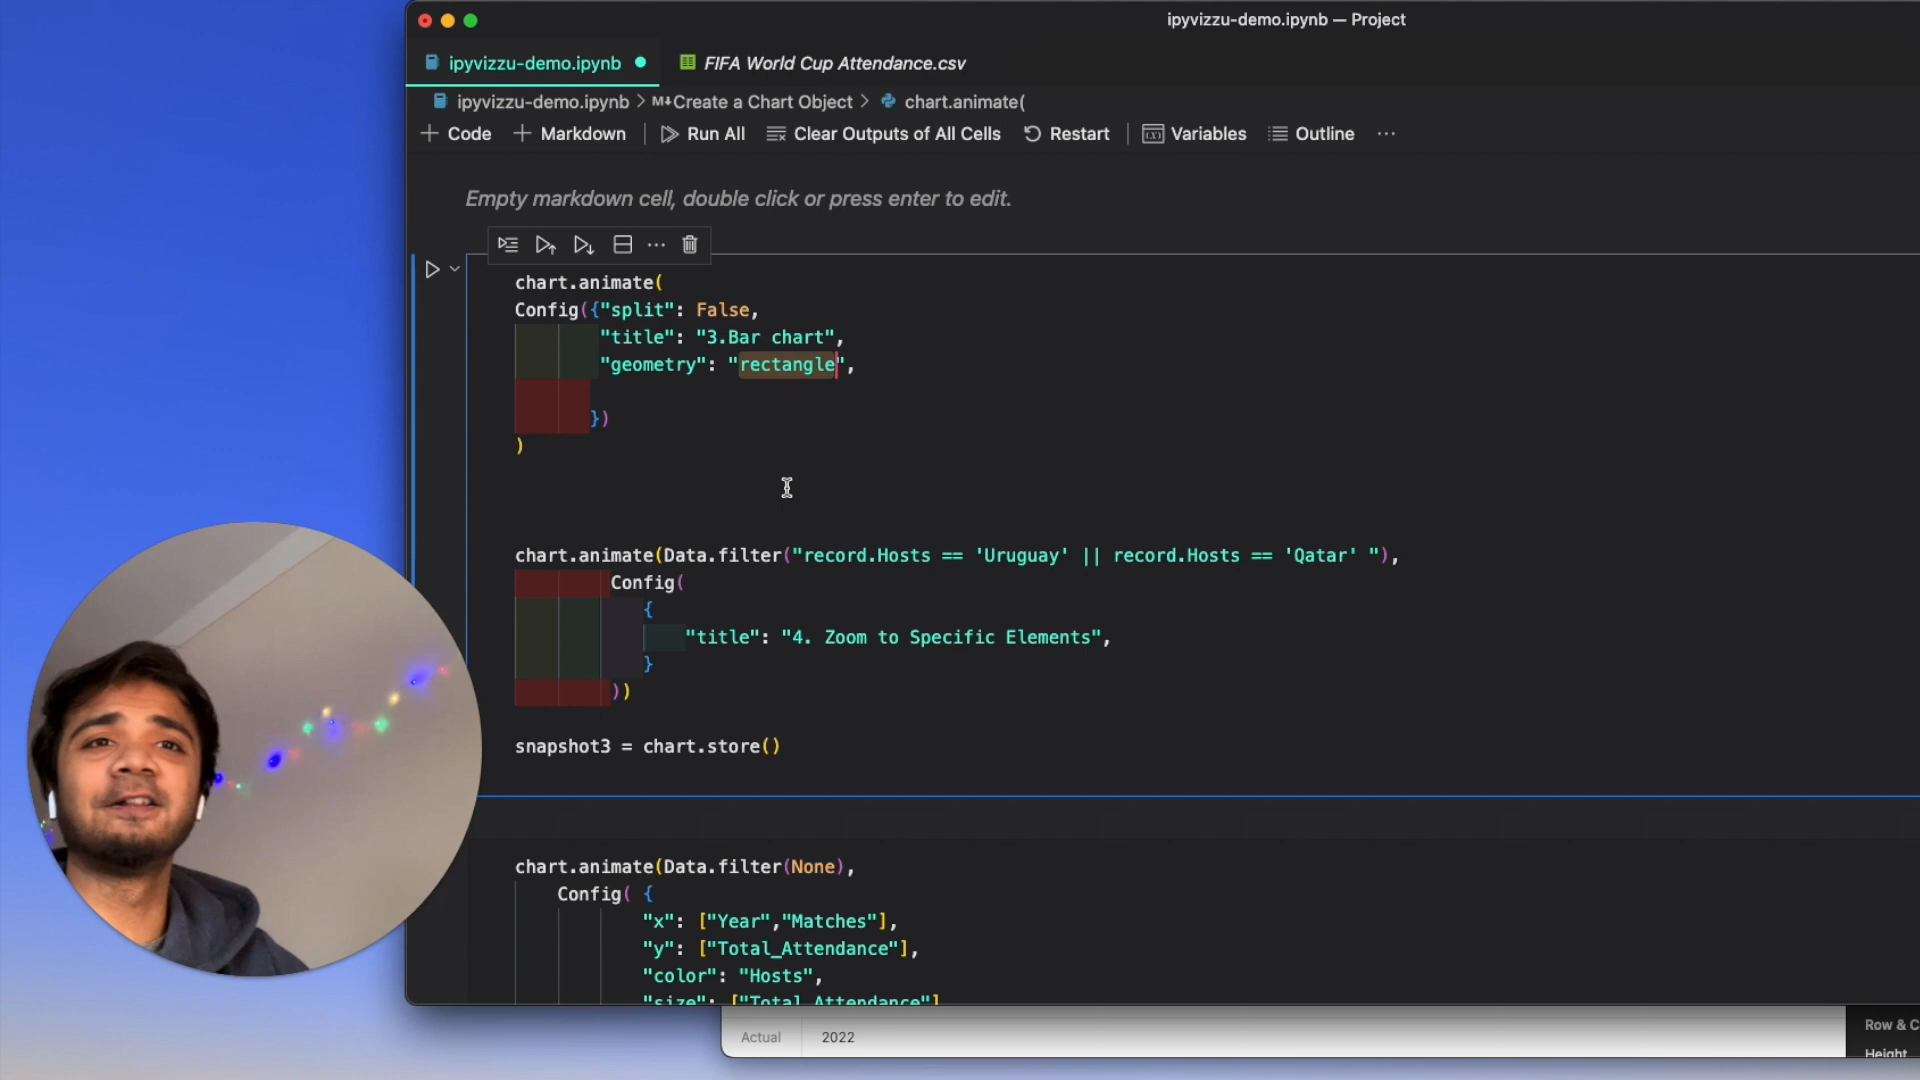 ipyvizzu-demo.ipynb — Project
ipyvizzu-demo.ipynb
FIFA World Cup Attendance.csv
ipyvizzu-demo.ipynb > M↓Create a Chart Object > chart.animate(
+ Code + Markdown Run All Clear Outputs of All Cells Restart Variables Outline ...
Empty markdown cell, double click or press enter to edit.
chart.animate(
Config({"split": False,
"title": "3.Bar chart",
"geometry": "rectangle",
})
)
chart.animate(Data.filter("record.Hosts == 'Uruguay' || record.Hosts == 'Qatar' "),
Config(
{
"title": "4. Zoom to Specific Elements",
}
))
snapshot3 = chart.store()
chart.animate(Data.filter(None),
Config( {
"x": ["Year","Matches"],
"y": ["Total_Attendance"],
"color": "Hosts",
"size": ["Total_Attendance"]
Actual 2022
Row & C
Height